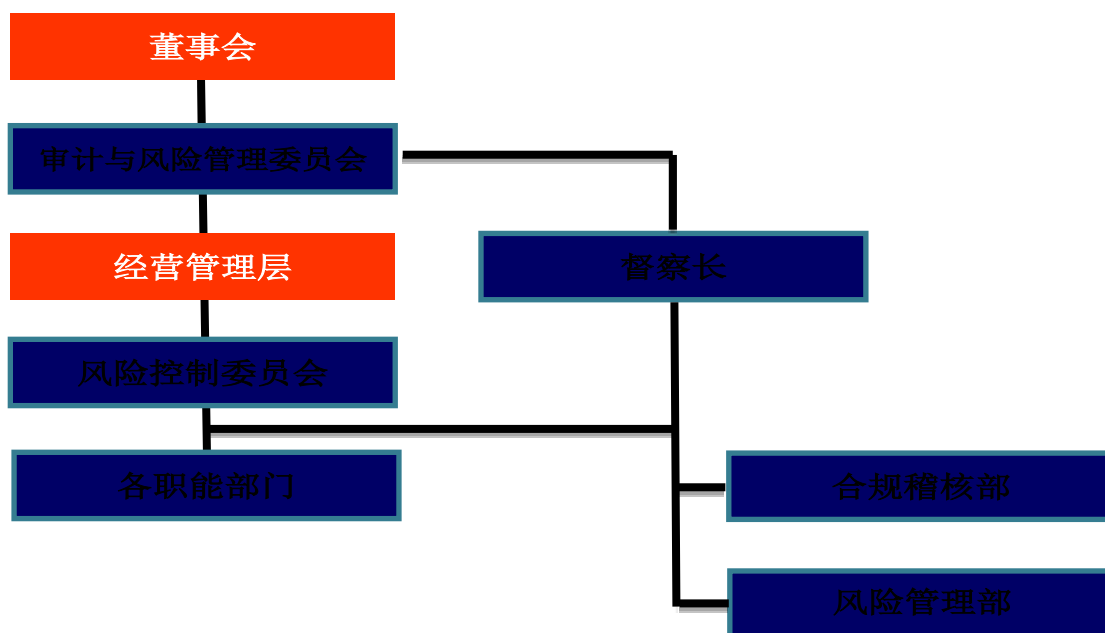 董事会
审计与风险管理委员会
经营管理层
督察长
风险控制委员会
各职能部门
合规稽核部
风险管理部